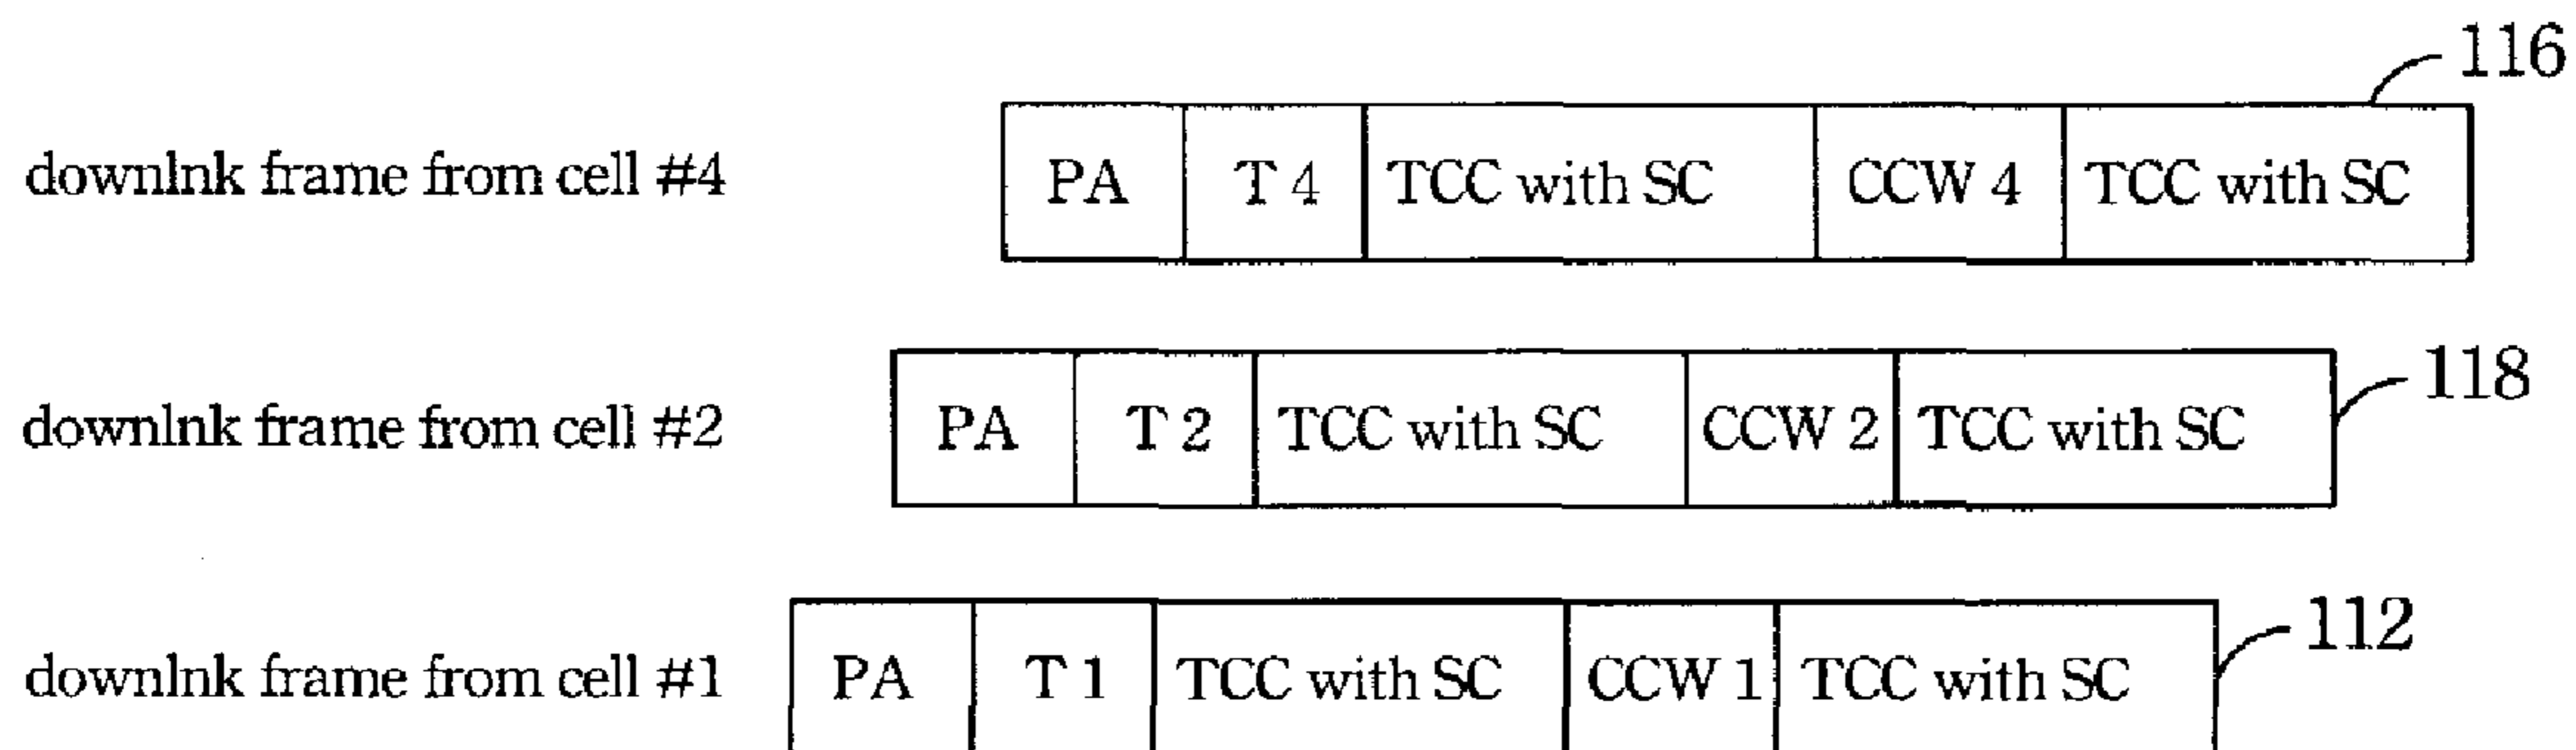 116
downlnk frame from cell #4 PA T 4 TCC with SC CCW 4 TCC with SC
118
downlnk frame from cell #2 PA T 2 TCC with SC CCW 2 TCC with SC
112
downlnk frame from cell #1 PA T 1 TCC with SC CCW 1 TCC with SC